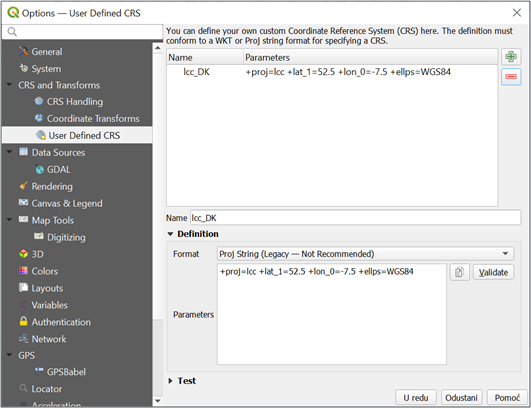 Options — User Defined CRS
General
System
CRS and Transforms
CRS Handling
Coordinate Transforms
User Defined CRS
Data Sources
GDAL
Rendering
Canvas & Legend
Map Tools
Digitizing
3D
Colors
Layouts
Variables
Authentication
Network
GPS
GPSBabel
Locator
Acceleration
You can define your own custom Coordinate Reference System (CRS) here. The definition must
conform to a WKT or Proj string format for specifying a CRS.
Name Parameters
lcc_DK +proj=lcc +lat_1=52.5 +lon_0=-7.5 +ellps=WGS84
Name lcc_DK
Definition
Format Proj String (Legacy — Not Recommended)
+proj=lcc +lat_1=52.5 +lon_0=-7.5 +ellps=WGS84
Validate
Parameters
Test
U redu Odustani Pomoć